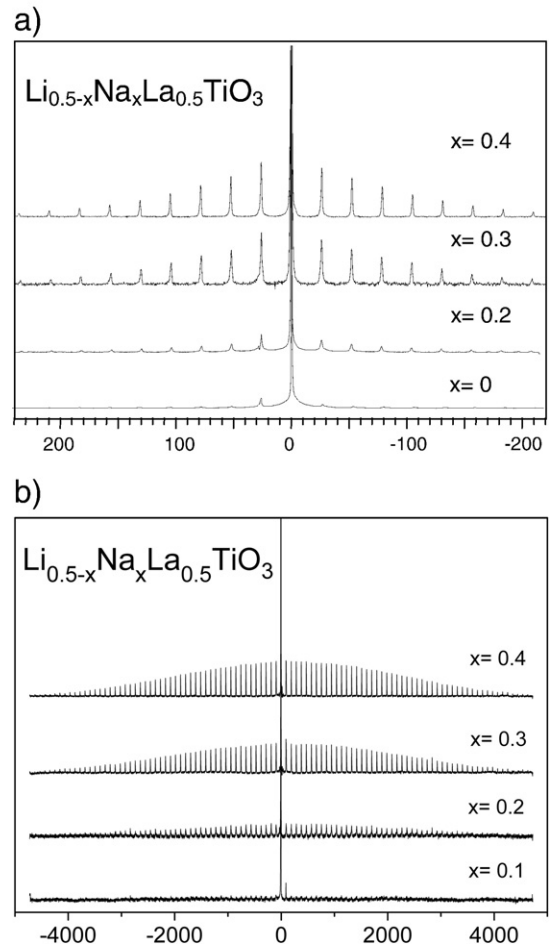 a)
Li0.5-xNaxLa0.5TiO3
x= 0.4
x= 0.3
x= 0.2
x= 0
200 100 0 -100 -200
b)
Li0.5-xNaxLa0.5TiO3
x= 0.4
x= 0.3
x= 0.2
x= 0.1
-4000 -2000 0 2000 4000